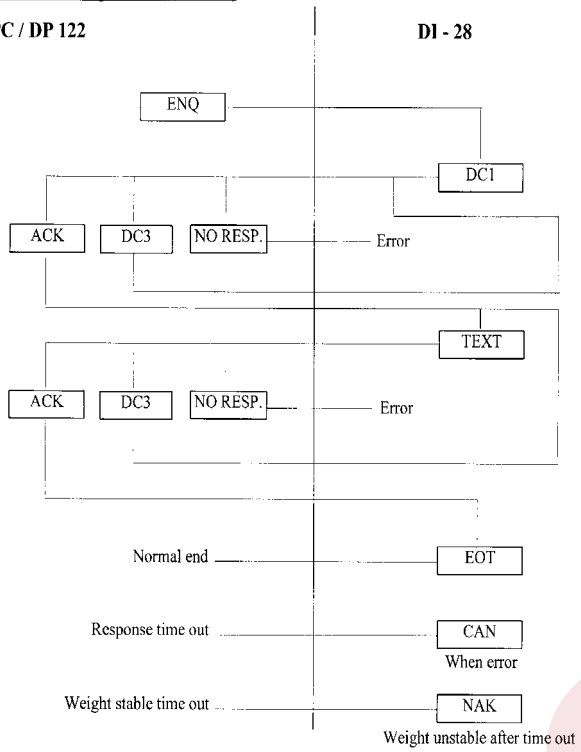 C / DP 122
DI - 28
ENQ
DC1
ACK
DC3
NO RESP.
Error
TEXT
ACK
DC3
NO RESP.
Error
Normal end
EOT
Response time out
CAN
When error
Weight stable time out
NAK
Weight unstable after time out